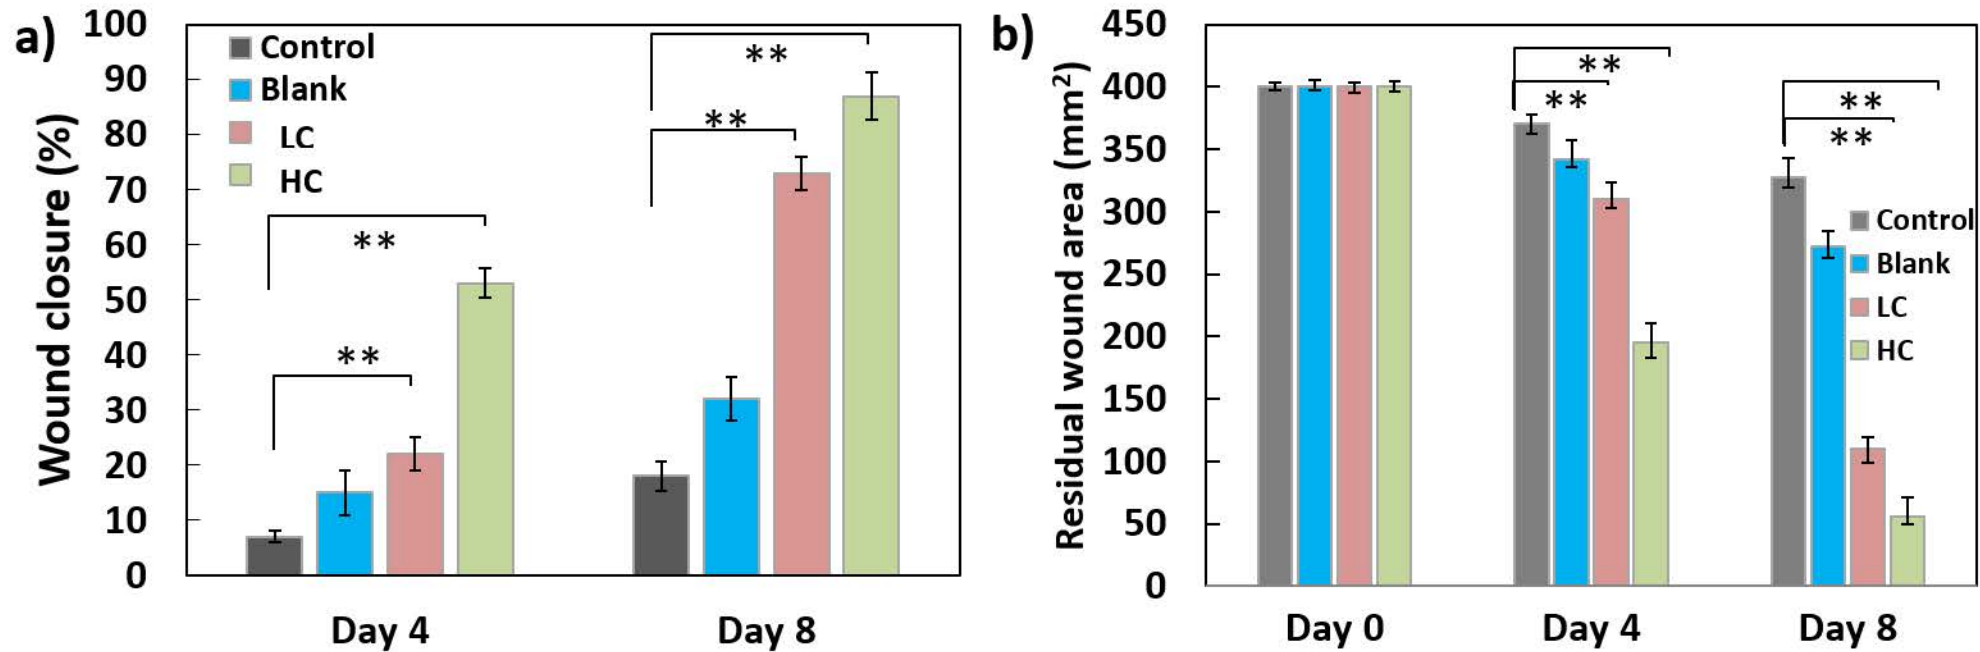 a)
Wound closure (%)
100
90
80
70
60
50
40
30
20
10
0
Control
Blank
LC
HC
**
**
**
**
Day 4
Day 8
b)
Residual wound area (mm²)
450
400
350
300
250
200
150
100
50
0
**
**
**
**
Control
Blank
LC
HC
Day 0
Day 4
Day 8